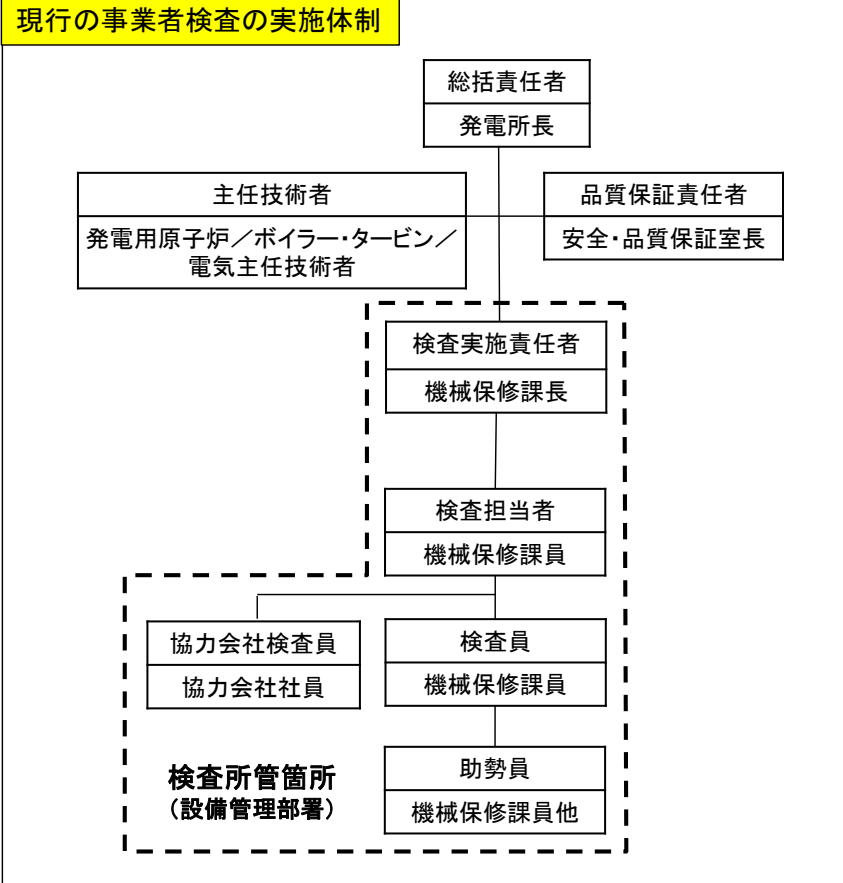 現行の事業者検査の実施体制
総括責任者
発電所長
主任技術者
発電用原子炉／ボイラー・タービン／
電気主任技術者
品質保証責任者
安全・品質保証室長
検査実施責任者
機械保修課長
検査担当者
機械保修課員
協力会社検査員
協力会社社員
検査員
機械保修課員
助勢員
機械保修課員他
検査所管箇所
（設備管理部署）